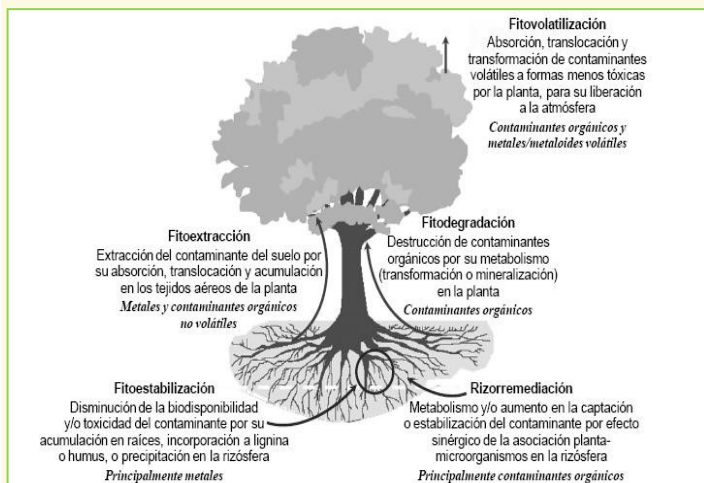 Fitovolatilización
Absorción, translocación y
transformación de contaminantes
volátiles a formas menos tóxicas
por la planta, para su liberación
a la atmósfera
Contaminantes orgánicos y
metales/metaloides volátiles
Fitoextracción
Extracción del contaminante del suelo por
su absorción, translocación y acumulación
en los tejidos aéreos de la planta
Metales y contaminantes orgánicos
no volátiles
Fitodegradación
Destrucción de contaminantes
orgánicos por su metabolismo
(transformación o mineralización)
en la planta
Contaminantes orgánicos
Fitoestabilización
Disminución de la biodisponibilidad
y/o toxicidad del contaminante por su
acumulación en raíces, incorporación a lignina
o humus, o precipitación en la rizósfera
Principalmente metales
Rizorremediación
Metabolismo y/o aumento en la captación
o estabilización del contaminante por efecto
sinérgico de la asociación planta-
microorganismos en la rizósfera
Principalmente contaminantes orgánicos